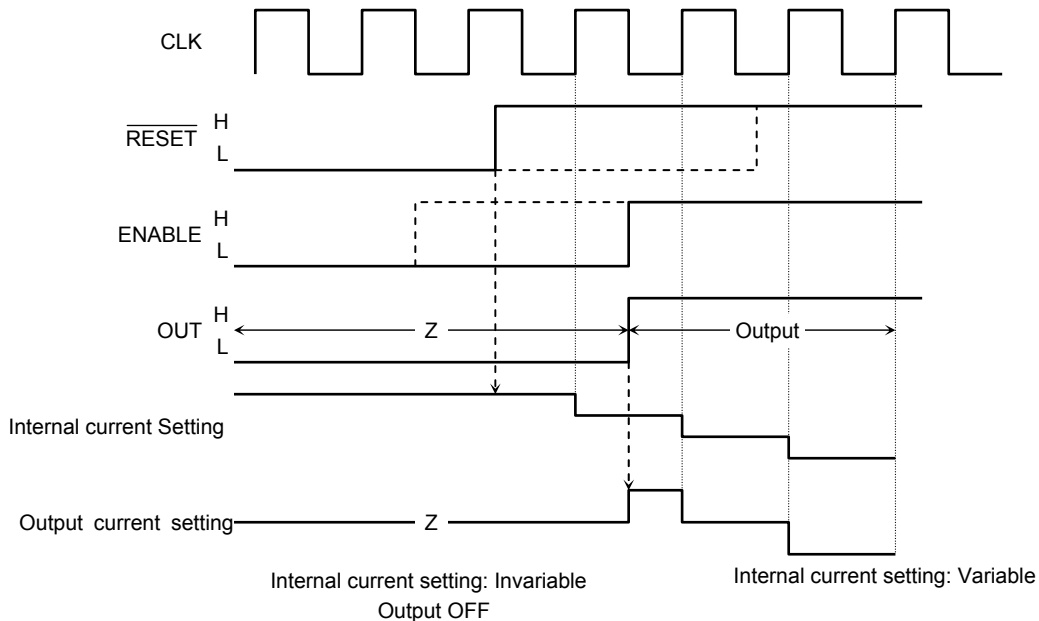 CLK
RESET
H
L
ENABLE
H
L
OUT
H
L
Z
Output
Internal current Setting
Output current setting
Z
Internal current setting: Invariable
Output OFF
Internal current setting: Variable